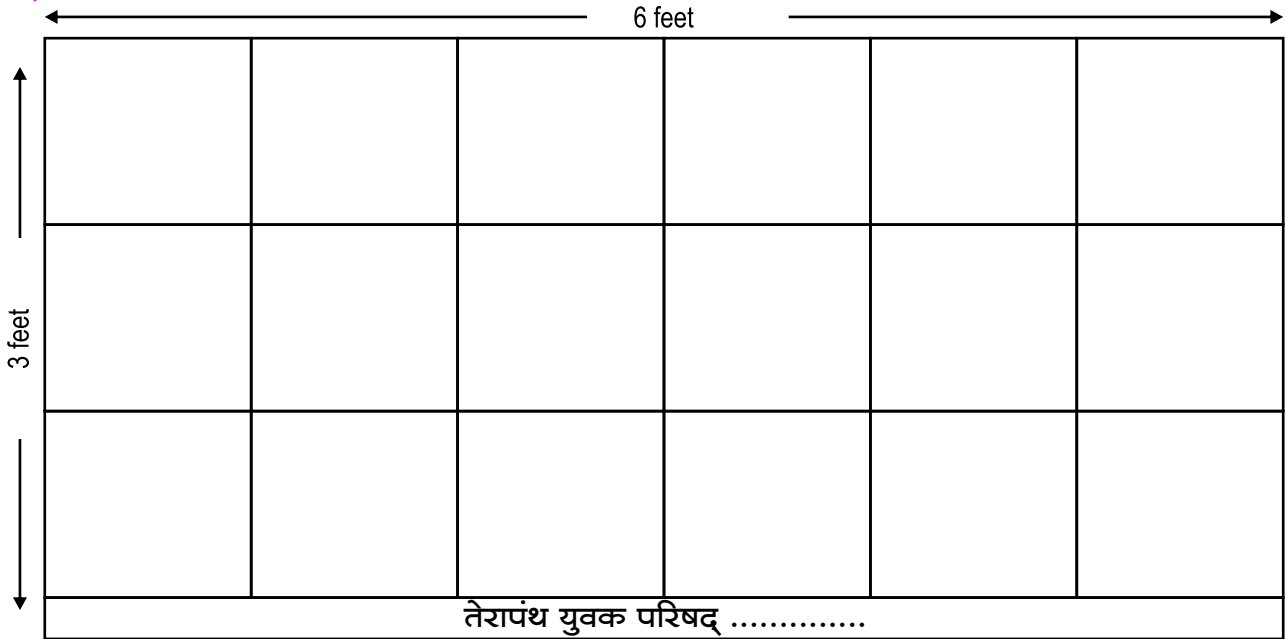 6 feet
3 feet
तेरापंथ युवक परिषद् ..............